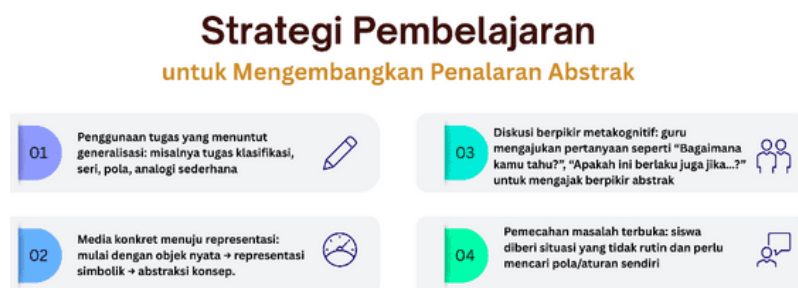 Strategi Pembelajaran
untuk Mengembangkan Penalaran Abstrak
01
Penggunaan tugas yang menuntut
generalisasi: misalnya tugas klasifikasi,
seri, pola, analogi sederhana
02
Media konkret menuju representasi:
mulai dengan objek nyata → representasi
simbolik → abstraksi konsep.
03
Diskusi berpikir metakognitif: guru
mengajukan pertanyaan seperti “Bagaimana
kamu tahu?”, “Apakah ini berlaku juga jika...?”
untuk mengajak berpikir abstrak
04
Pemecahan masalah terbuka: siswa
diberi situasi yang tidak rutin dan perlu
mencari pola/aturan sendiri